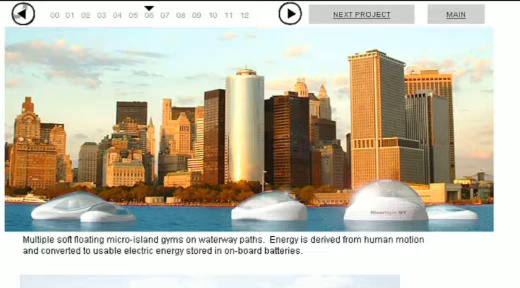 00 01 02 03 04 05 06 07 08 09 10 11 12 NEXT PROJECT MAIN
RiverGym NY
Multiple soft floating micro-island gyms on waterway paths. Energy is derived from human motion
and converted to usable electric energy stored in on-board batteries.